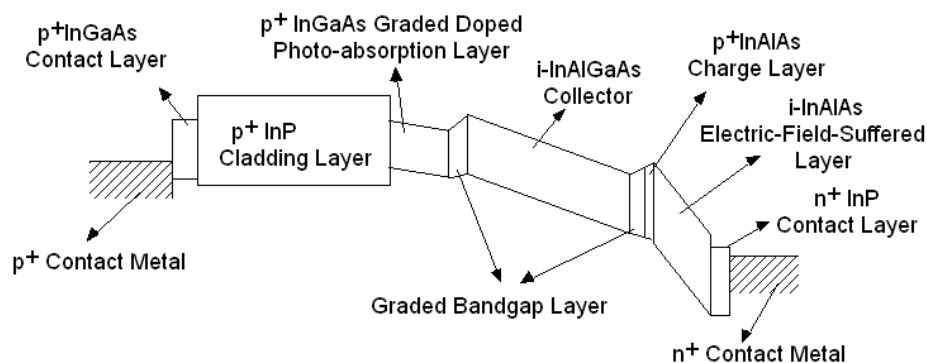 p+InGaAs
Contact Layer
p+ InGaAs Graded Doped
Photo-absorption Layer
i-InAlGaAs
Collector
p+InAlAs
Charge Layer
i-InAlAs
Electric-Field-Suffered
Layer
p+ InP
Cladding Layer
n+ InP
Contact Layer
p+ Contact Metal
Graded Bandgap Layer
n+ Contact Metal